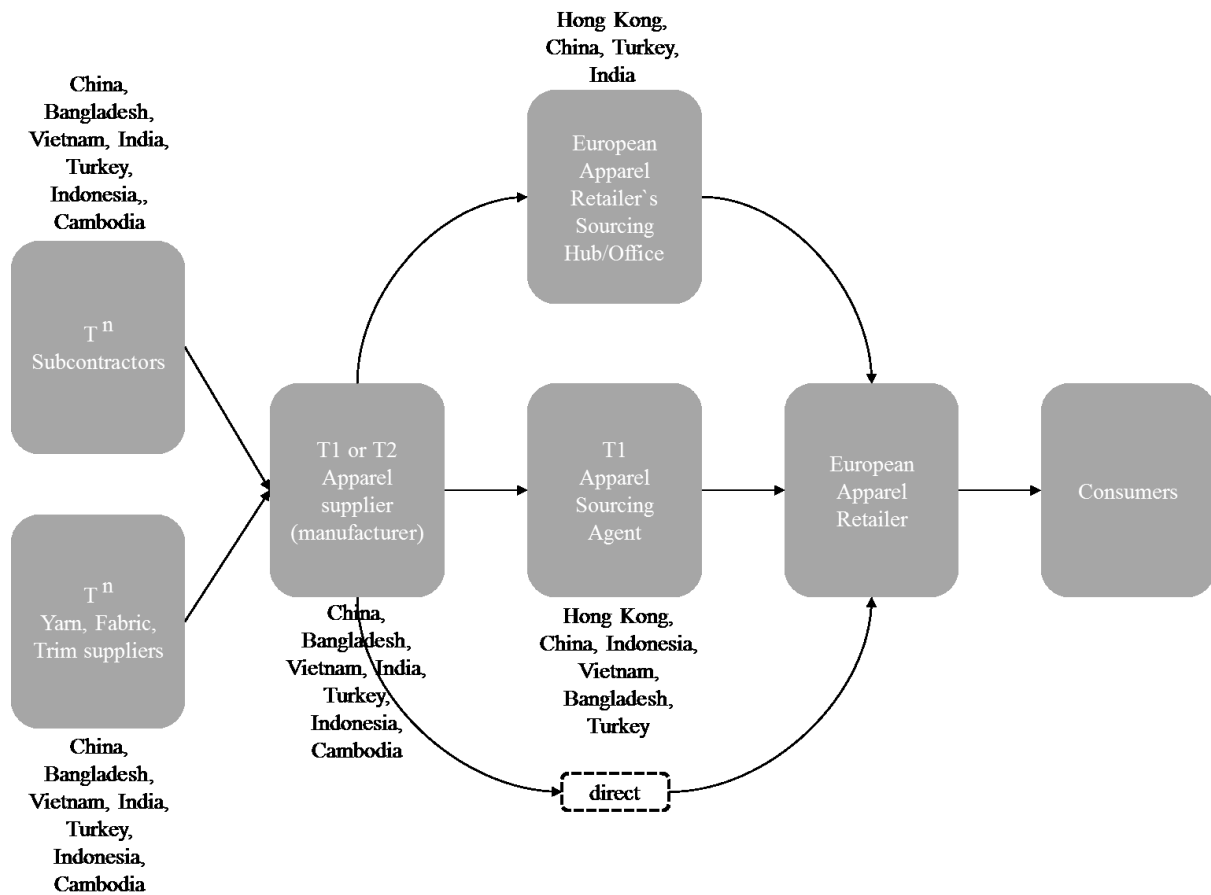 Hong Kong,
China, Turkey,
India
European
Apparel
Retailer`s
Sourcing
Hub/Office
China,
Bangladesh,
Vietnam, India,
Turkey,
Indonesia,,
Cambodia
T n
Subcontractors
T n
Yarn, Fabric,
Trim suppliers
China,
Bangladesh,
Vietnam, India,
Turkey,
Indonesia,
Cambodia
T1 or T2
Apparel
supplier
(manufacturer)
China,
Bangladesh,
Vietnam, India,
Turkey,
Indonesia,
Cambodia
T1
Apparel
Sourcing
Agent
Hong Kong,
China, Indonesia,
Vietnam,
Bangladesh,
Turkey
direct
European
Apparel
Retailer
Consumers